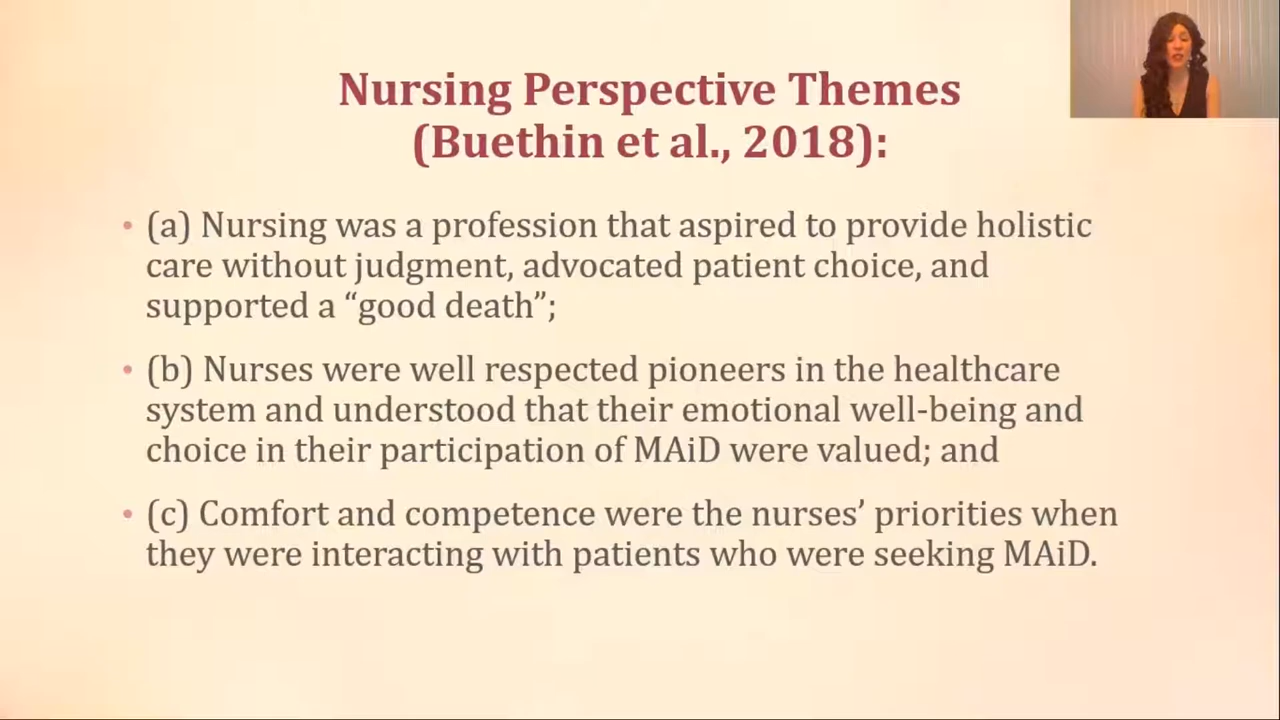 Nursing Perspective Themes
(Buethin et al., 2018):
• (a) Nursing was a profession that aspired to provide holistic
care without judgment, advocated patient choice, and
supported a “good death”;
• (b) Nurses were well respected pioneers in the healthcare
system and understood that their emotional well-being and
choice in their participation of MAiD were valued; and
• (c) Comfort and competence were the nurses’ priorities when
they were interacting with patients who were seeking MAiD.